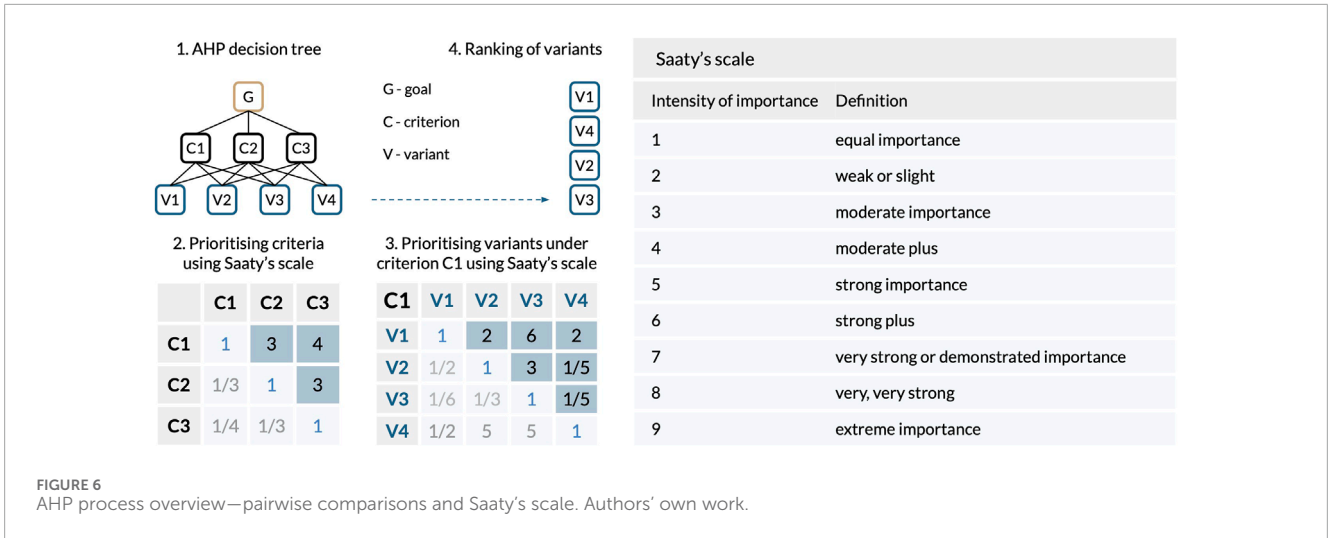 1. AHP decision tree
G
C1 C2 C3
V1 V2 V3 V4
4. Ranking of variants
G - goal
C - criterion
V - variant
V1
V4
V2
V3
2. Prioritising criteria
using Saaty's scale
C1 C2 C3
C1 1 3 4
C2 1/3 1 3
C3 1/4 1/3 1
3. Prioritising variants under
criterion C1 using Saaty's scale
C1 V1 V2 V3 V4
V1 1 2 6 2
V2 1/2 1 3 1/5
V3 1/6 1/3 1 1/5
V4 1/2 5 5 1
Saaty's scale
Intensity of importance Definition
1 equal importance
2 weak or slight
3 moderate importance
4 moderate plus
5 strong importance
6 strong plus
7 very strong or demonstrated importance
8 very, very strong
9 extreme importance
FIGURE 6
AHP process overview—pairwise comparisons and Saaty's scale. Authors' own work.